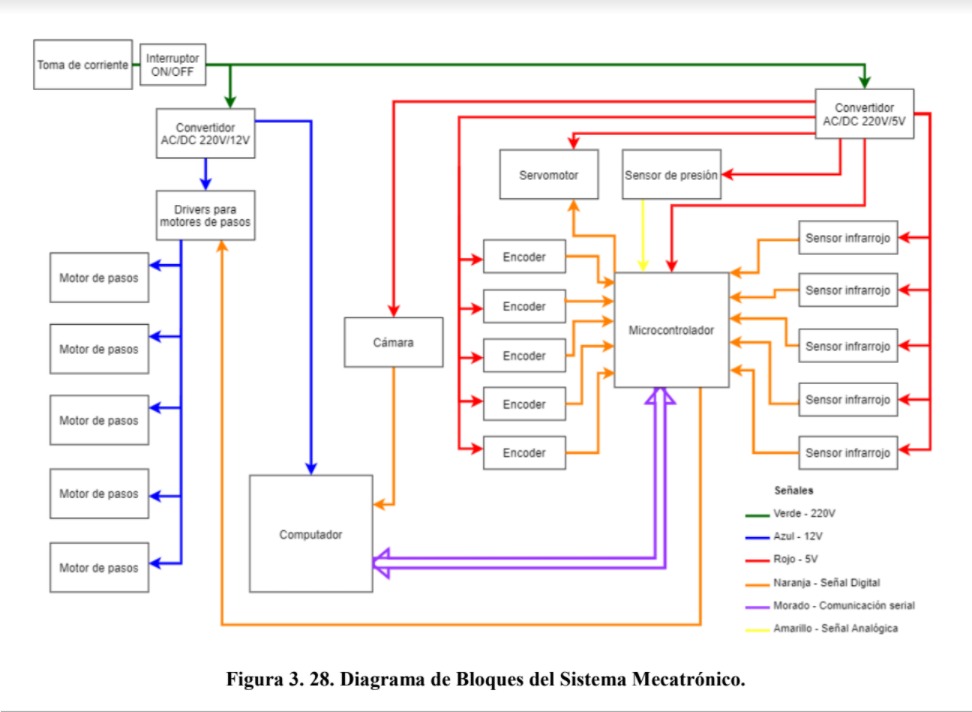 Toma de corriente
Interruptor
ON/OFF
Convertidor
AC/DC 220V/12V
Convertidor
AC/DC 220V/5V
Drivers para
motores de pasos
Servomotor
Sensor de presión
Motor de pasos
Motor de pasos
Motor de pasos
Motor de pasos
Motor de pasos
Cámara
Encoder
Encoder
Encoder
Encoder
Encoder
Microcontrolador
Sensor infrarrojo
Sensor infrarrojo
Sensor infrarrojo
Sensor infrarrojo
Sensor infrarrojo
Computador
Señales
Verde - 220V
Azul - 12V
Rojo - 5V
Naranja - Señal Digital
Morado - Comunicación serial
Amarillo - Señal Analógica
Figura 3. 28. Diagrama de Bloques del Sistema Mecatrónico.